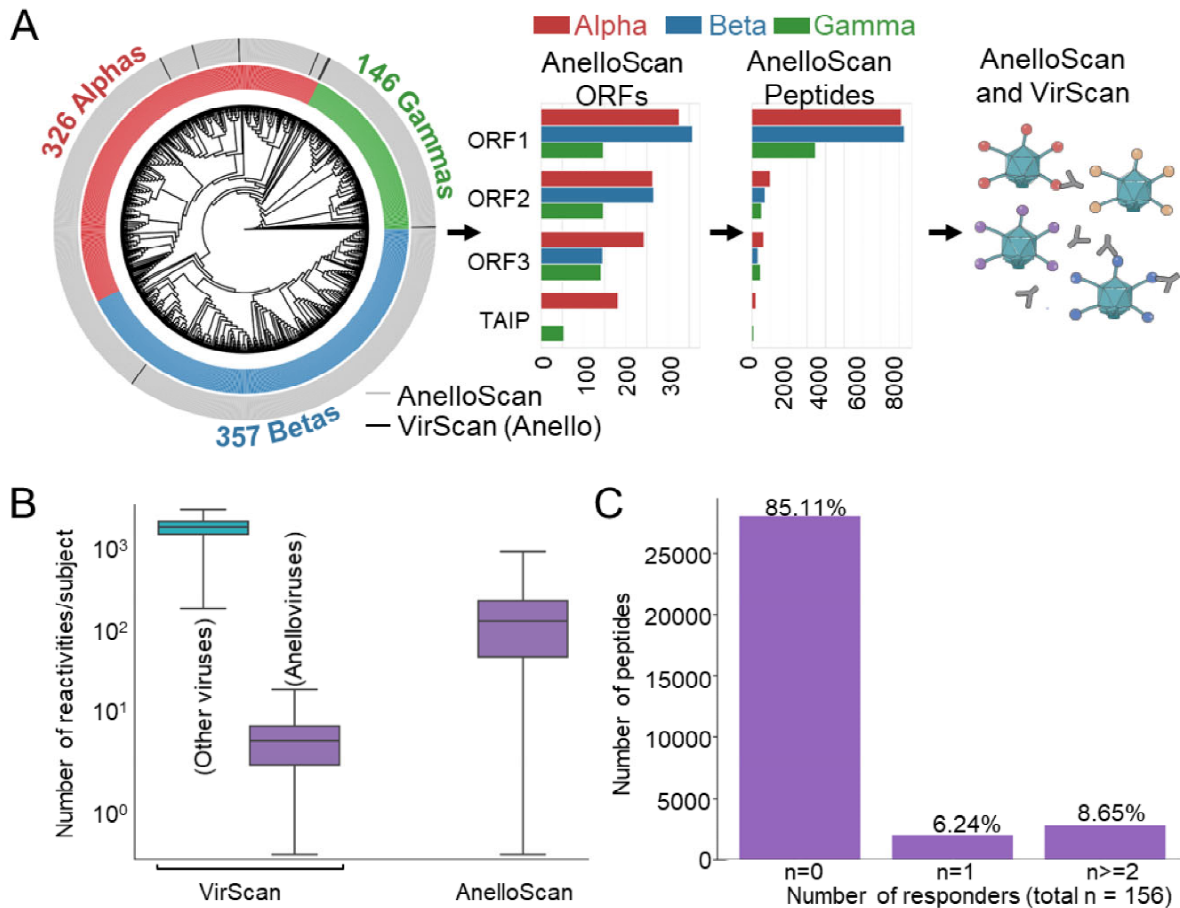 A
326 Alphas
146 Gammas
357 Betas
AnelloScan
VirScan (Anello)
Alpha
Beta
Gamma
AnelloScan
ORFs
AnelloScan
Peptides
AnelloScan
and VirScan
ORF1
ORF2
ORF3
TAIP
0
100
200
300
0
2000
4000
6000
8000
B
Number of reactivities/subject
10³
10²
10¹
10⁰
(Other viruses)
(Anelloviruses)
VirScan
AnelloScan
C
Number of peptides
25000
20000
15000
10000
5000
0
85.11%
6.24%
8.65%
n=0
n=1
n>=2
Number of responders (total n = 156)